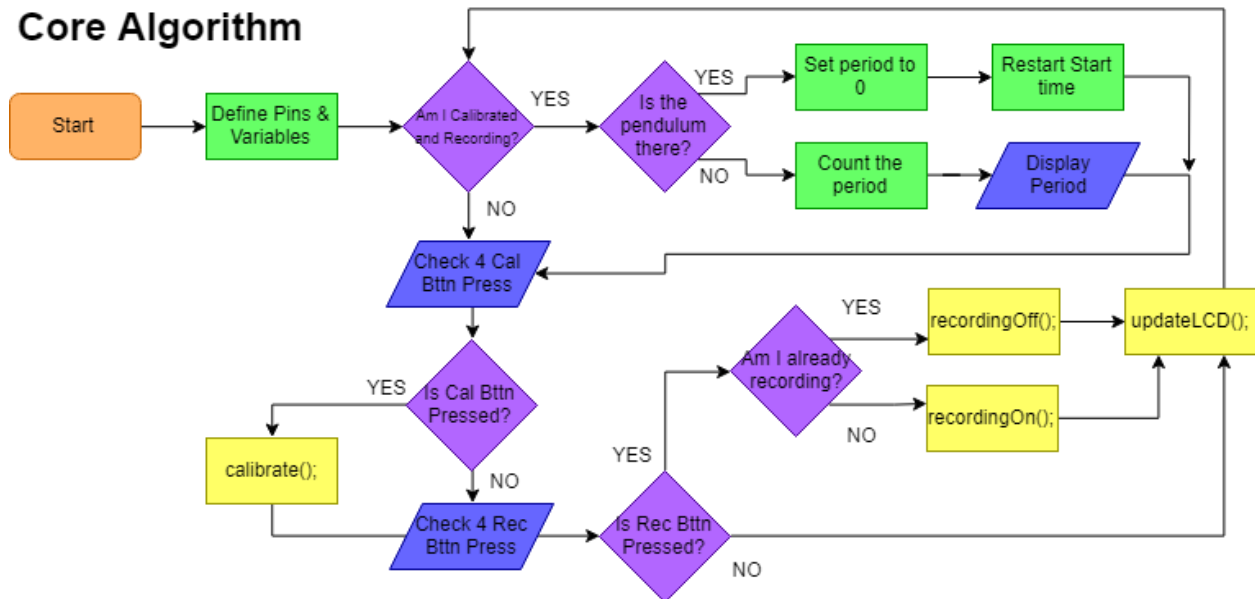 Core Algorithm
Start
Define Pins &
Variables
Am I Calibrated
and Recording?
YES
NO
Is the
pendulum
there?
YES
NO
Set period to
0
Restart Start
time
Count the
period
Display
Period
Check 4 Cal
Bttn Press
Is Cal Bttn
Pressed?
YES
NO
calibrate();
Check 4 Rec
Bttn Press
Is Rec Bttn
Pressed?
YES
NO
Am I already
recording?
YES
NO
recordingOff();
recordingOn();
updateLCD();